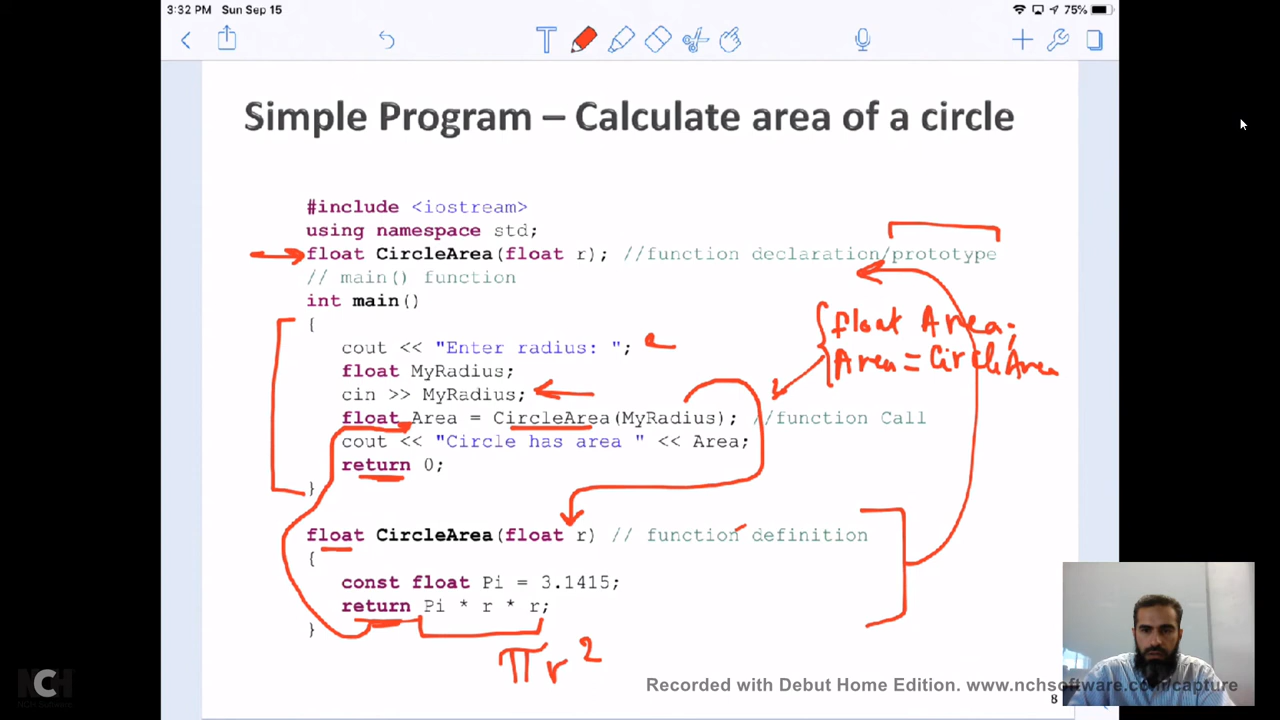 3:32 PM Sun Sep 15
75%
T
Simple Program – Calculate area of a circle
#include <iostream>
using namespace std;
float CircleArea(float r); //function declaration/prototype
// main() function
int main()
{
cout << "Enter radius: ";
float MyRadius;
cin >> MyRadius;
float Area = CircleArea(MyRadius); //function Call
cout << "Circle has area " << Area;
return 0;
}
float Area;
Area = CircleArea
float CircleArea(float r) // function definition
{
const float Pi = 3.1415;
return Pi * r * r;
}
πr²
NCH
NCH Software
Recorded with Debut Home Edition. www.nchsoftware.com/capture
8